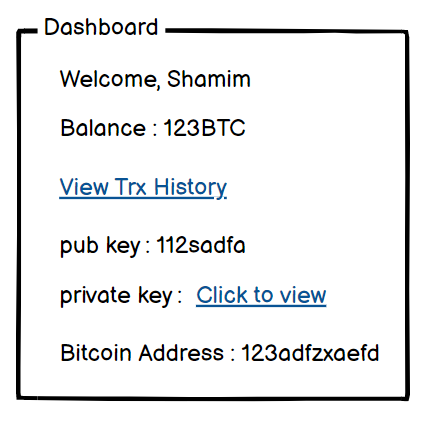 Dashboard
Welcome, Shamim
Balance : 123BTC
View Trx History
pub key : 112sadfa
private key : Click to view
Bitcoin Address : 123adfzxaefd